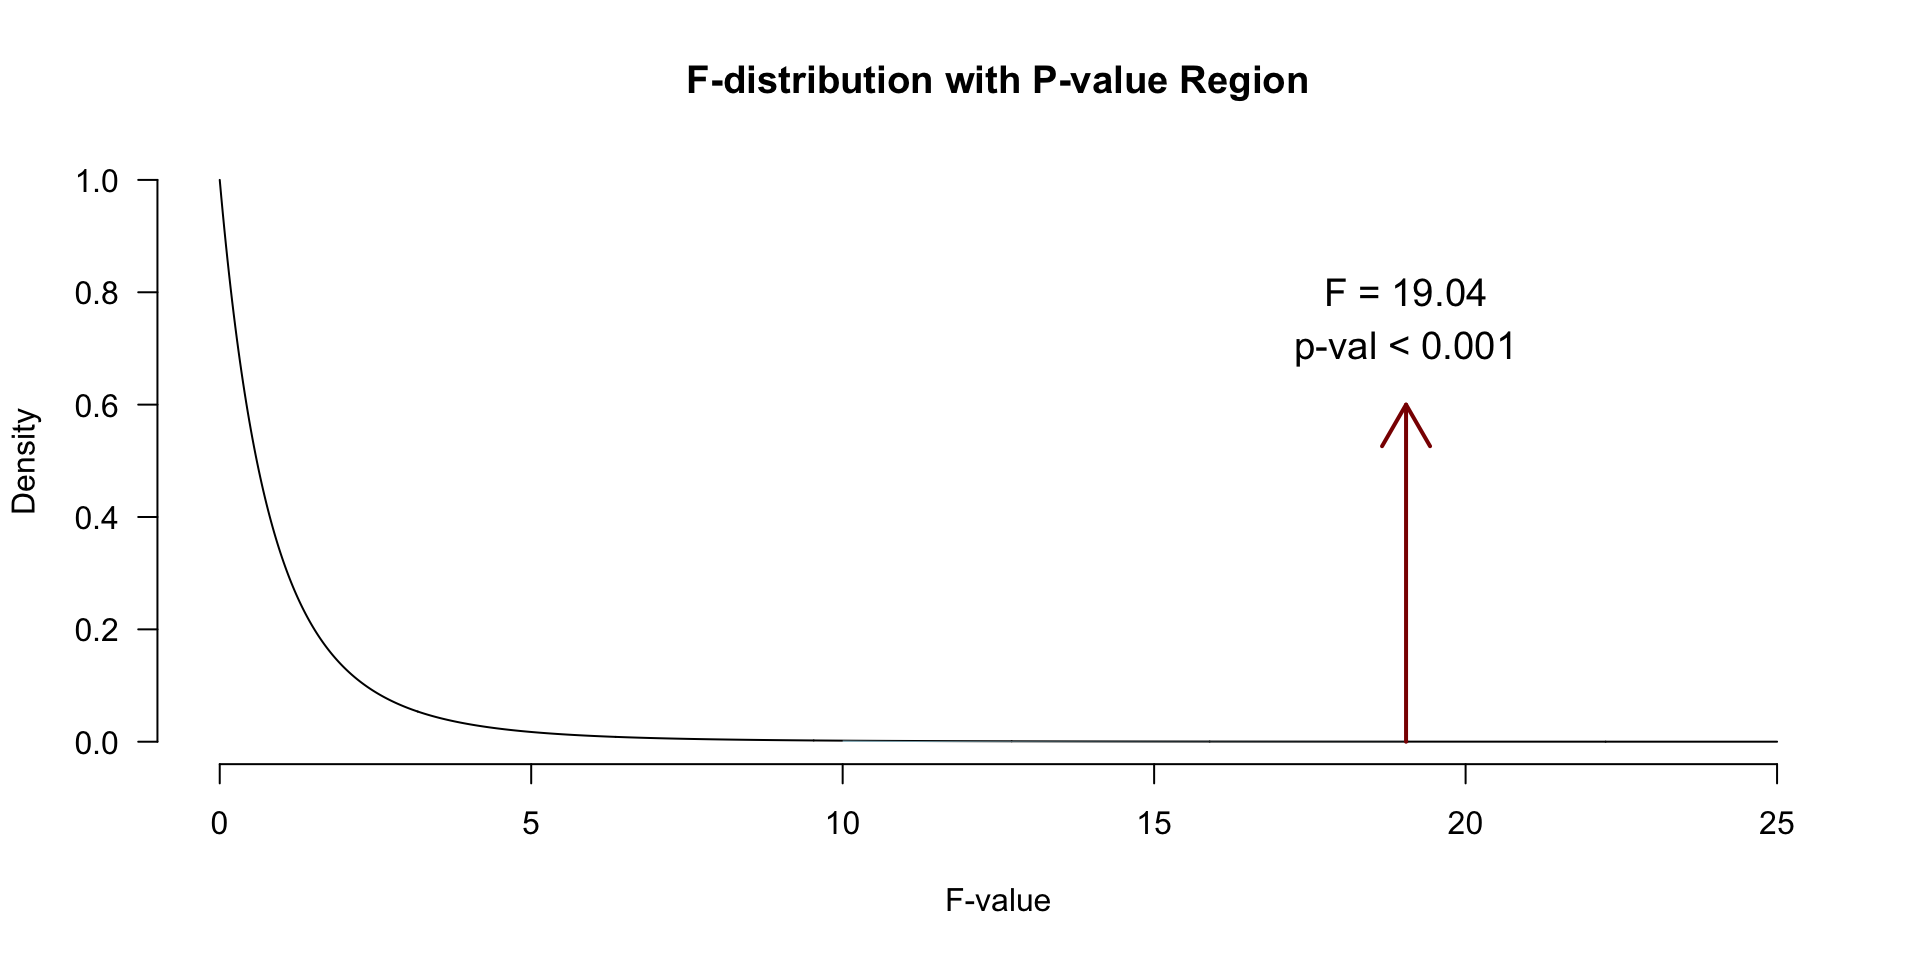 F-distribution with P-value Region
1.0
0.8
0.6
0.4
0.2
0.0
Density
F = 19.04
p-val < 0.001
0 5 10 15 20 25
F-value